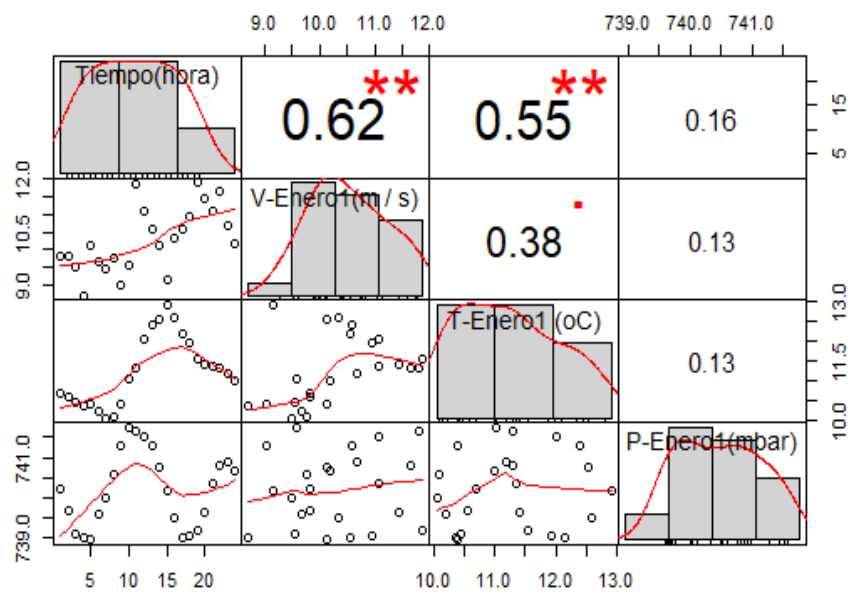 9.0 10.0 11.0 12.0 739.0 740.0 741.0
Tiempo(hora) 0.62 ** 0.55 ** 0.16 5 15
9.0 10.5 12.0 V-Enero1(m / s) 0.38 . 0.13
T-Enero1 (oC) 0.13 10.0 11.5 13.0
739.0 741.0 P-Enero1(mbar)
5 10 15 20 10.0 11.0 12.0 13.0